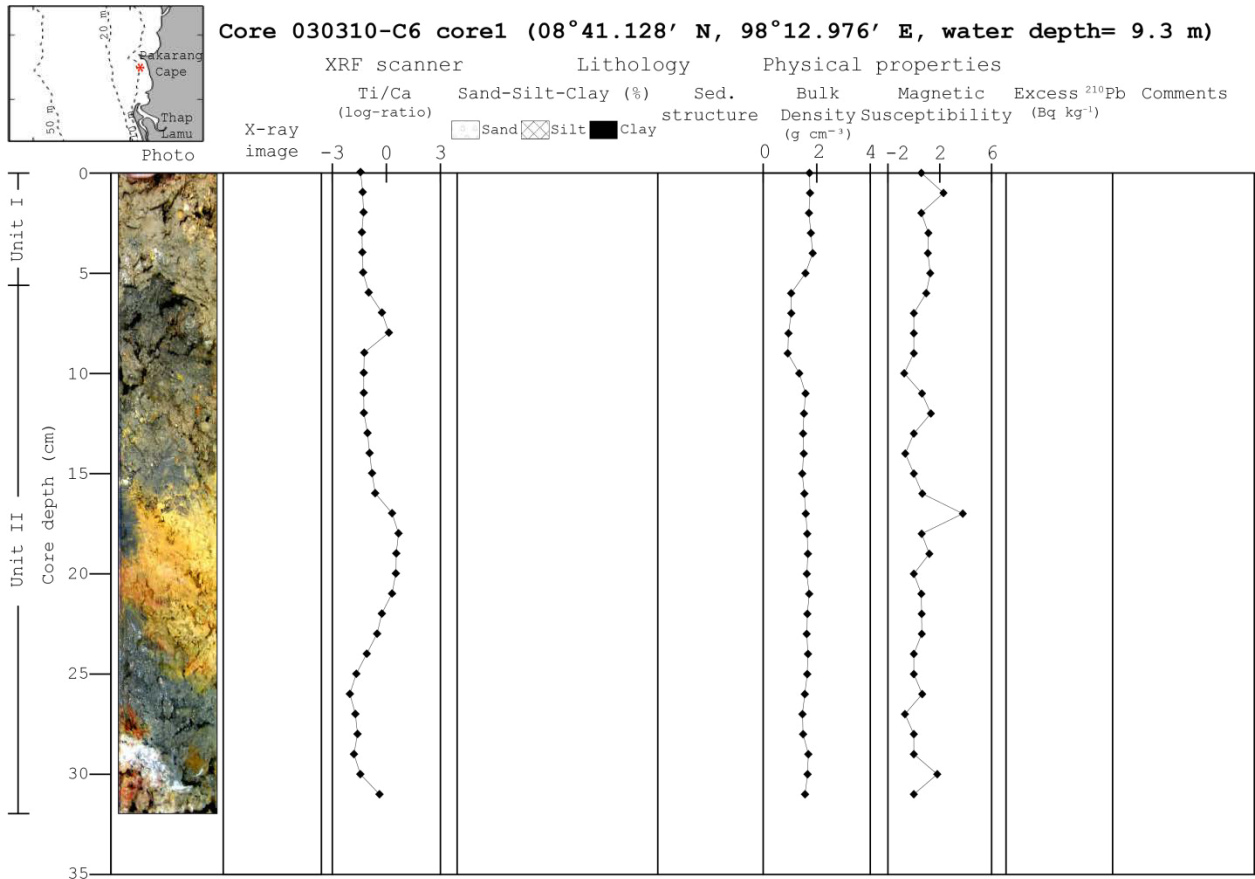 Core 030310-C6 core1 (08°41.128′ N, 98°12.976′ E, water depth= 9.3 m)
20 m
50 m
Pakarang
Cape
Thap
Lamu
XRF scanner Lithology Physical properties
Photo
X-ray
image
Ti/Ca
(log-ratio)
-3 0 3
Sand-Silt-Clay (%)
Sand Silt Clay
Sed.
structure
Bulk
Density
(g cm⁻³)
0 2 4
Magnetic
Susceptibility
-2 2 6
Excess ²¹⁰Pb
(Bq kg⁻¹)
Comments
Unit I
Unit II
Core depth (cm)
0
5
10
15
20
25
30
35